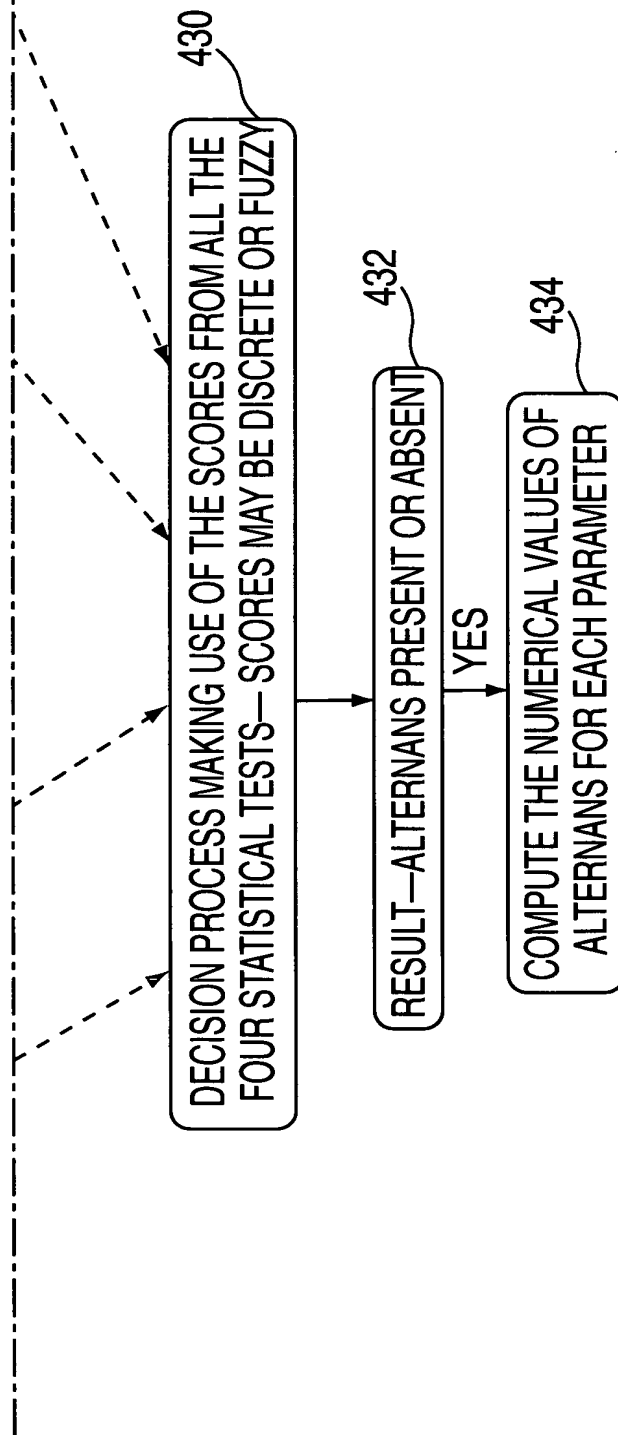 430
DECISION PROCESS MAKING USE OF THE SCORES FROM ALL THE
FOUR STATISTICAL TESTS— SCORES MAY BE DISCRETE OR FUZZY
432
RESULT—ALTERNANS PRESENT OR ABSENT
YES
434
COMPUTE THE NUMERICAL VALUES OF
ALTERNANS FOR EACH PARAMETER